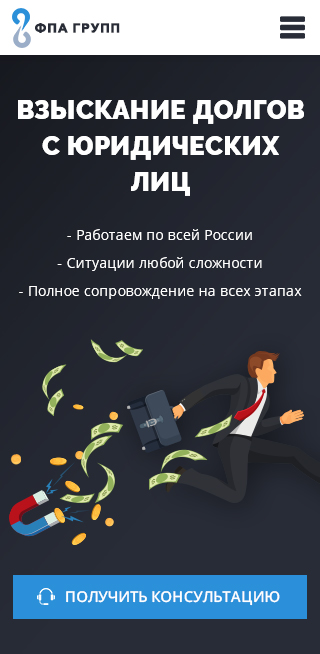 ФПА ГРУПП
ВЗЫСКАНИЕ ДОЛГОВ
С ЮРИДИЧЕСКИХ
ЛИЦ
- Работаем по всей России
- Ситуации любой сложности
- Полное сопровождение на всех этапах
ПОЛУЧИТЬ КОНСУЛЬТАЦИЮ